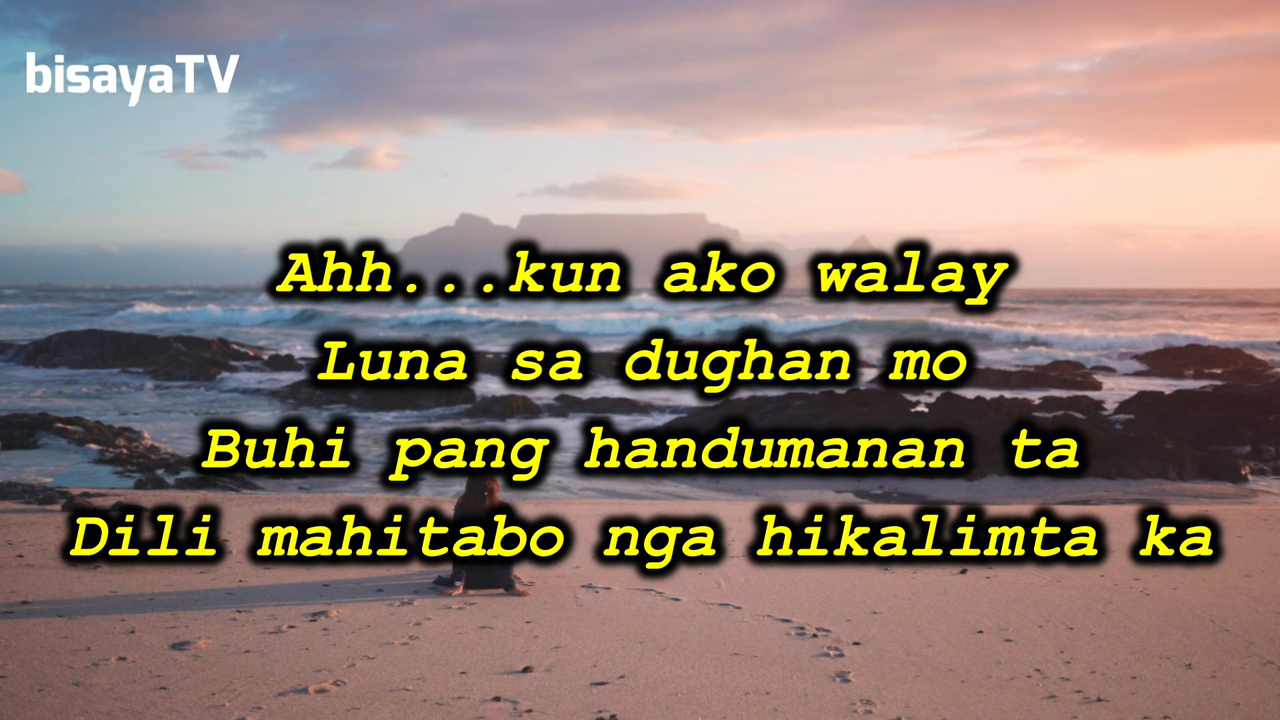 bisayaTV
Ahh...kun ako walay
Luna sa dughan mo
Buhi pang handumanan ta
Dili mahitabo nga hikalimta ka